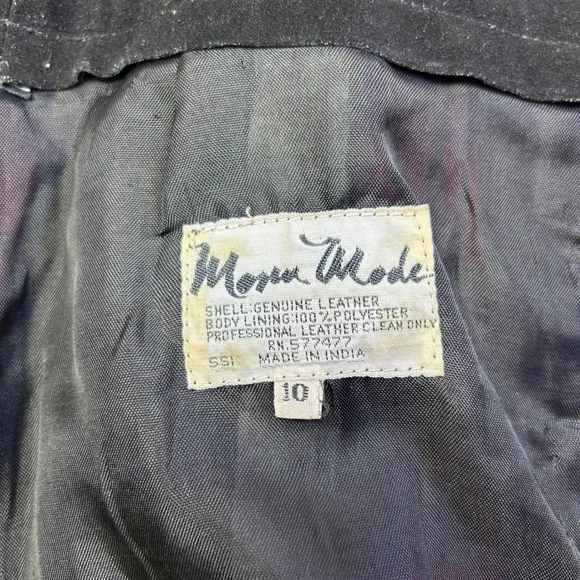 Mode
SHELL:GENUINE LEATHER
BODY LINING:100% POLYESTER
PROFESSIONAL LEATHER CLEAN ONLY
RN.577477
SSI MADE IN INDIA
10